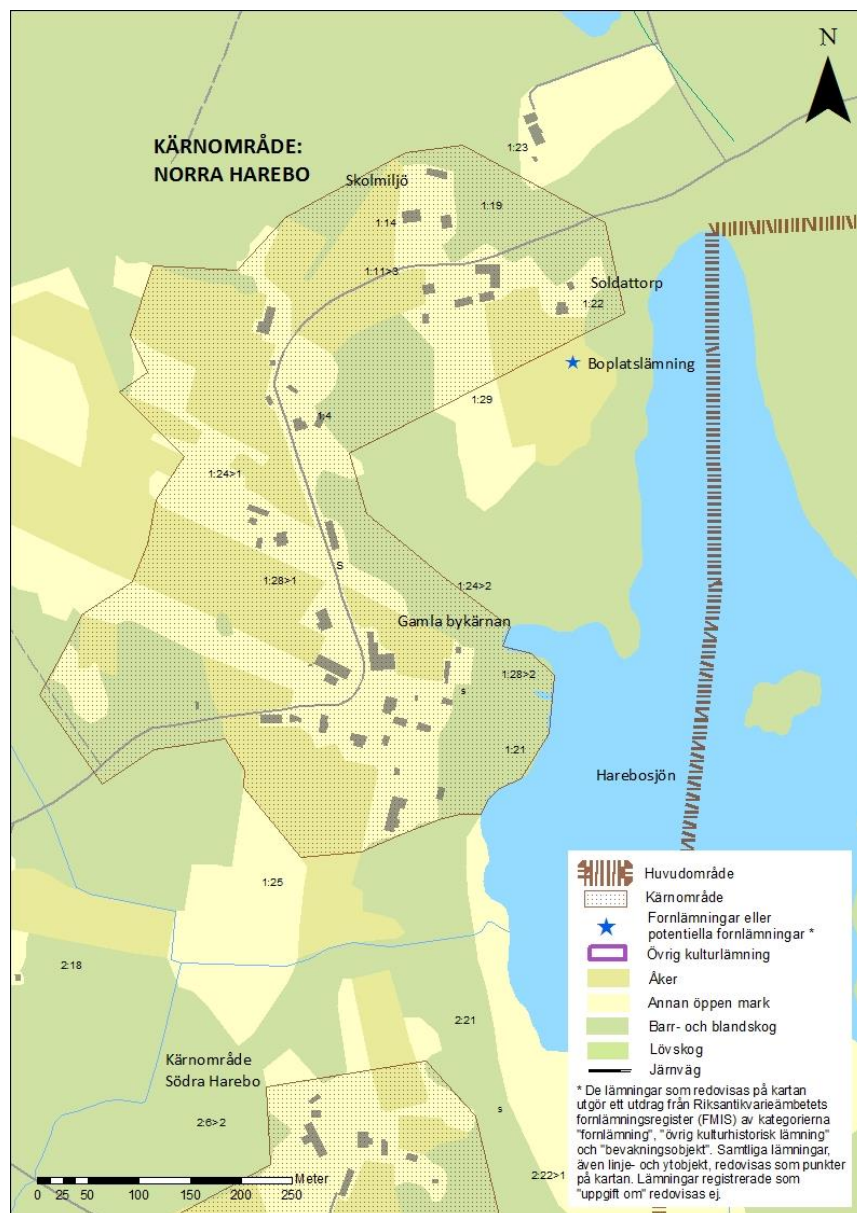 N
KÄRNOMRÅDE:
NORRA HAREBO
1:23
Skolmiljö
1:19
1:14
1:11>3
Soldattorp
1:22
Boplatslämning
1:29
1:4
1:24>1
S
1:28>1
1:24>2
Gamla bykärnan
1:28>2
s
1:21
Harebosjön
1:25
2:18
2:21
Kärnområde
Södra Harebo
2:6>2
s
2:22>1
Meter
0 25 50 100 150 200 250
Huvudområde
Kärnområde
Fornlämningar eller
potentiella fornlämningar *
Övrig kulturlämning
Åker
Annan öppen mark
Barr- och blandskog
Lövskog
Järnväg
* De lämningar som redovisas på kartan
utgör ett utdrag från Riksantikvarieämbetets
fornlämningsregister (FMIS) av kategorierna
"fornlämning", "övrig kulturhistorisk lämning"
och "bevakningsobjekt". Samtliga lämningar,
även linje- och ytobjekt, redovisas som punkter
på kartan. Lämningar registrerade som
"uppgift om" redovisas ej.